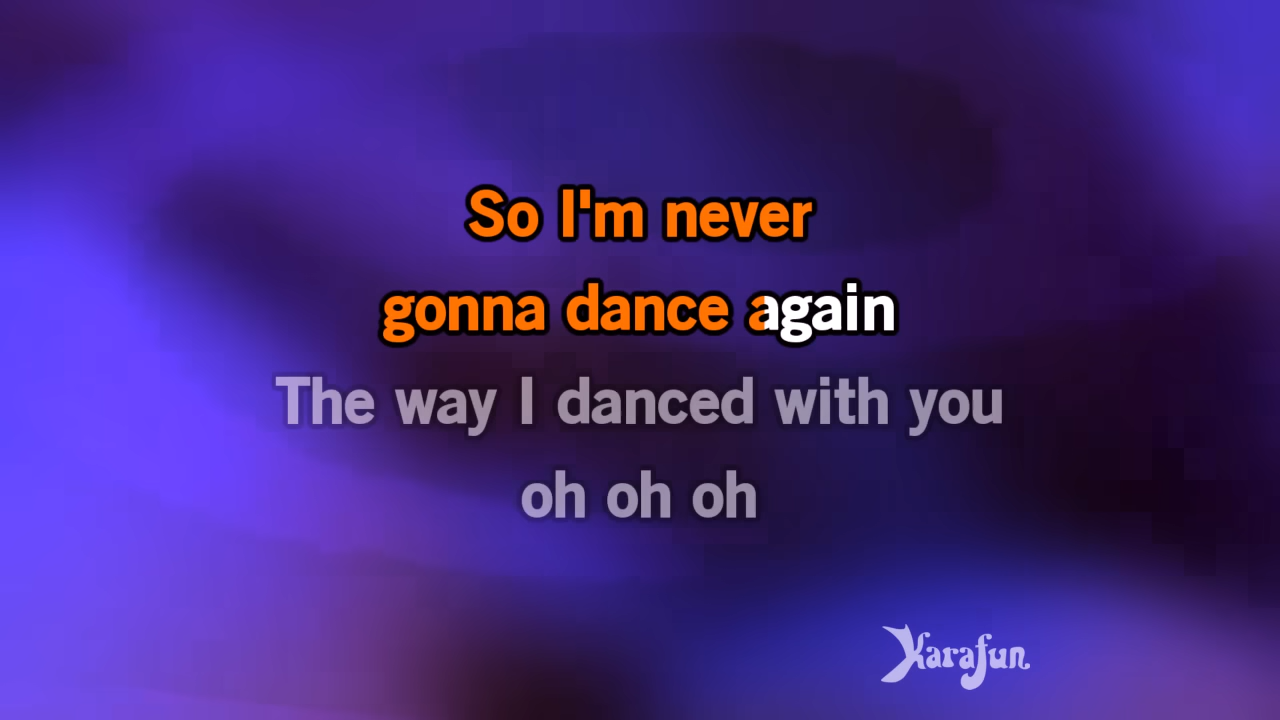 So I'm never
gonna dance again
The way I danced with you
oh oh oh
Karafun